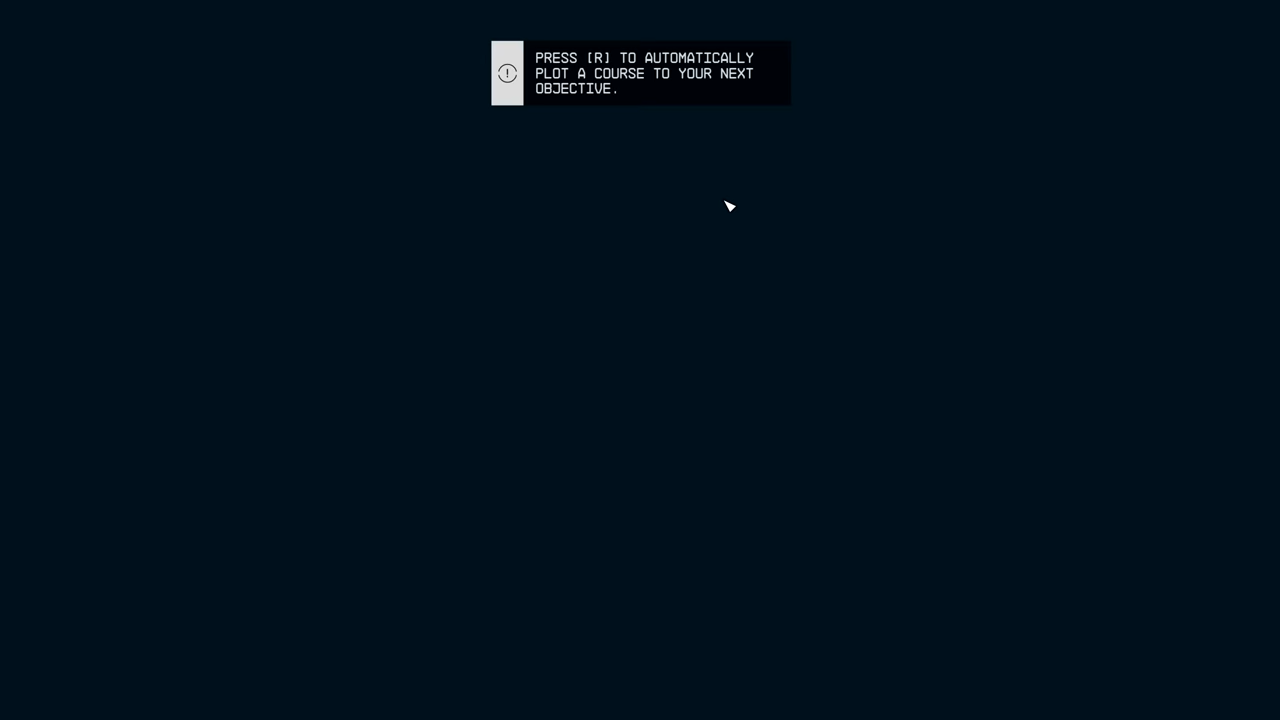 PRESS [R] TO AUTOMATICALLY
PLOT A COURSE TO YOUR NEXT
OBJECTIVE.